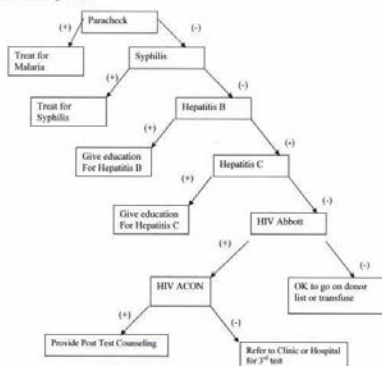 Paracheck
(+)
(-)
Treat for
Malaria
Syphilis
(+)
(-)
Treat for
Syphilis
Hepatitis B
(+)
(-)
Give education
For Hepatitis B
Hepatitis C
(+)
(-)
Give education
For Hepatitis C
HIV Abbott
(+)
(-)
HIV ACON
OK to go on donor
list or transfuse
(+)
(-)
Provide Post Test Counseling
Refer to Clinic or Hospital
for 3rd test